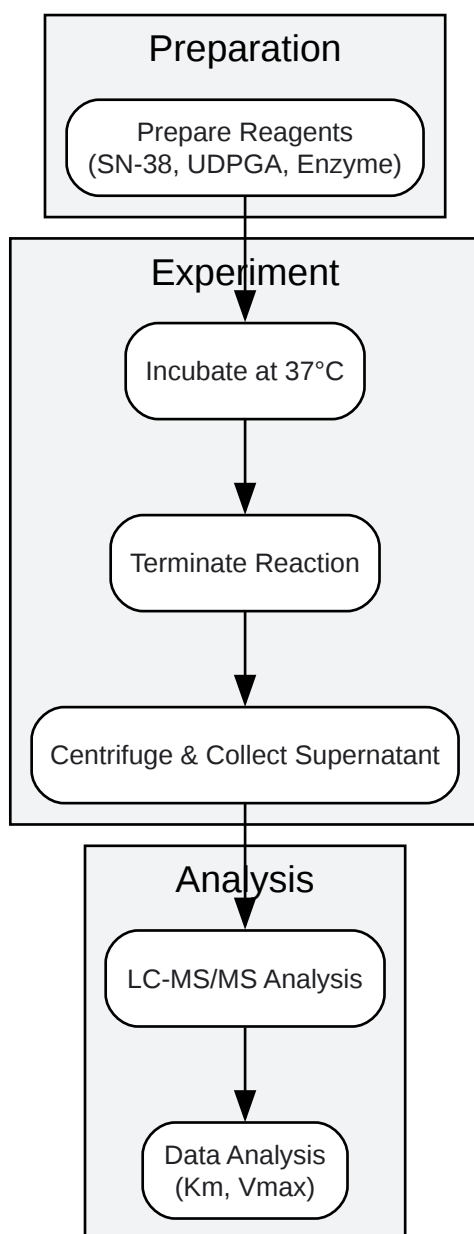 Preparation
Prepare Reagents
(SN-38, UDPGA, Enzyme)
Experiment
Incubate at 37°C
Terminate Reaction
Centrifuge & Collect Supernatant
Analysis
LC-MS/MS Analysis
Data Analysis
(Km, Vmax)